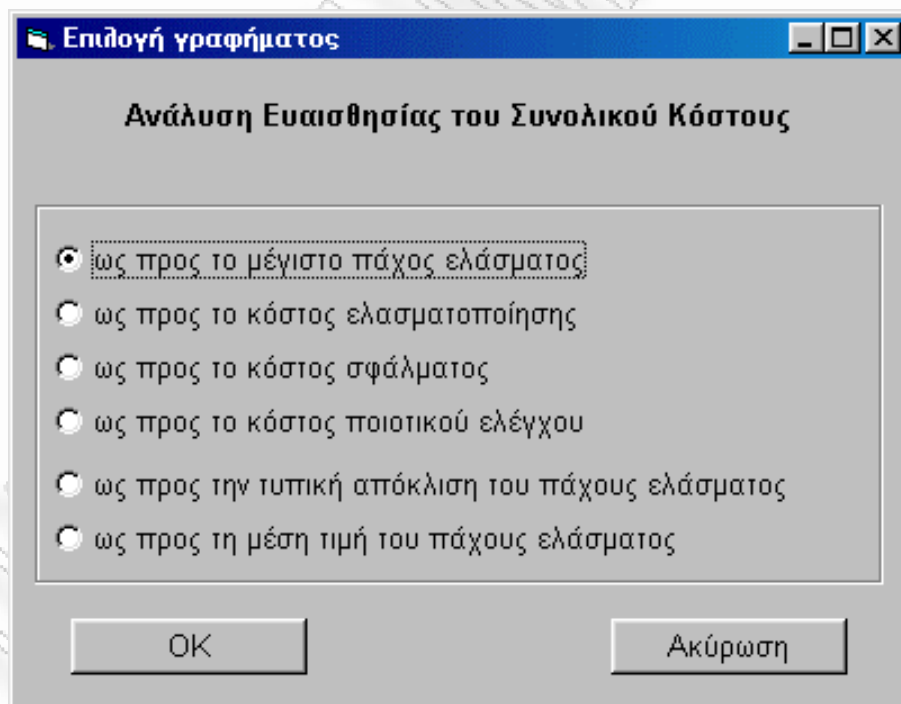 Επιλογή γραφήματος
Ανάλυση Ευαισθησίας του Συνολικού Κόστους
ως προς το μέγιστο πάχος ελάσματος
ως προς το κόστος ελασματοποίησης
ως προς το κόστος σφάλματος
ως προς το κόστος ποιοτικού ελέγχου
ως προς την τυπική απόκλιση του πάχους ελάσματος
ως προς τη μέση τιμή του πάχους ελάσματος
OK Ακύρωση